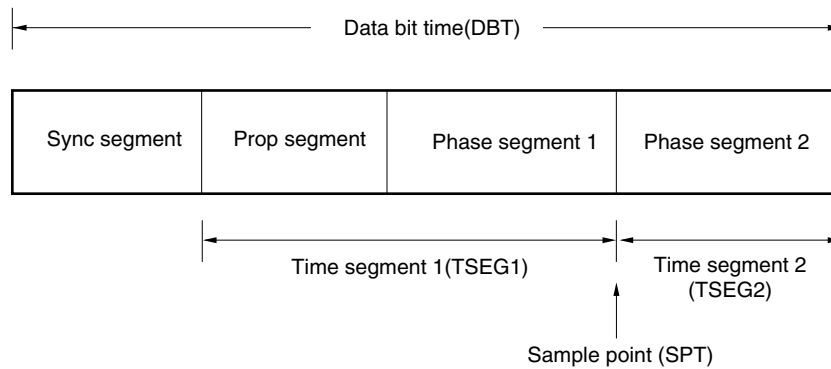 Data bit time(DBT)
Sync segment
Prop segment
Phase segment 1
Phase segment 2
Time segment 1(TSEG1)
Time segment 2
(TSEG2)
Sample point (SPT)